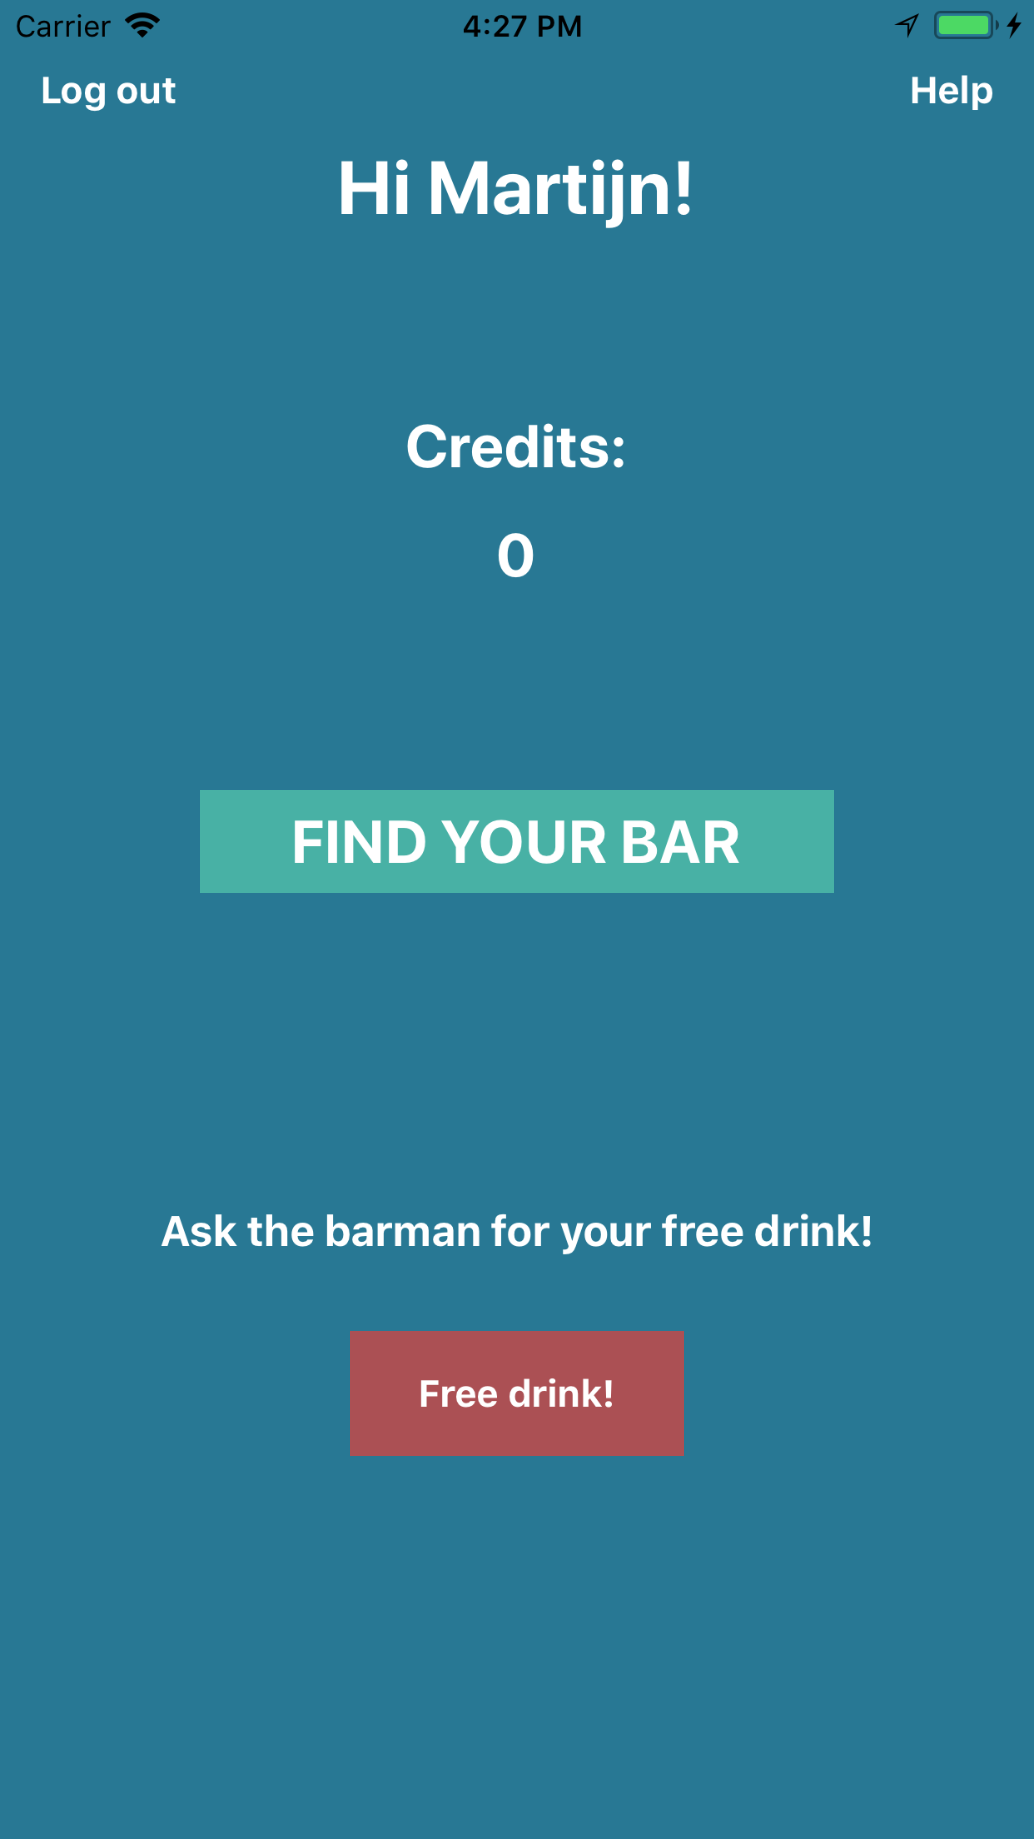 Carrier 4:27 PM
Log out Help
Hi Martijn!
Credits:
0
FIND YOUR BAR
Ask the barman for your free drink!
Free drink!